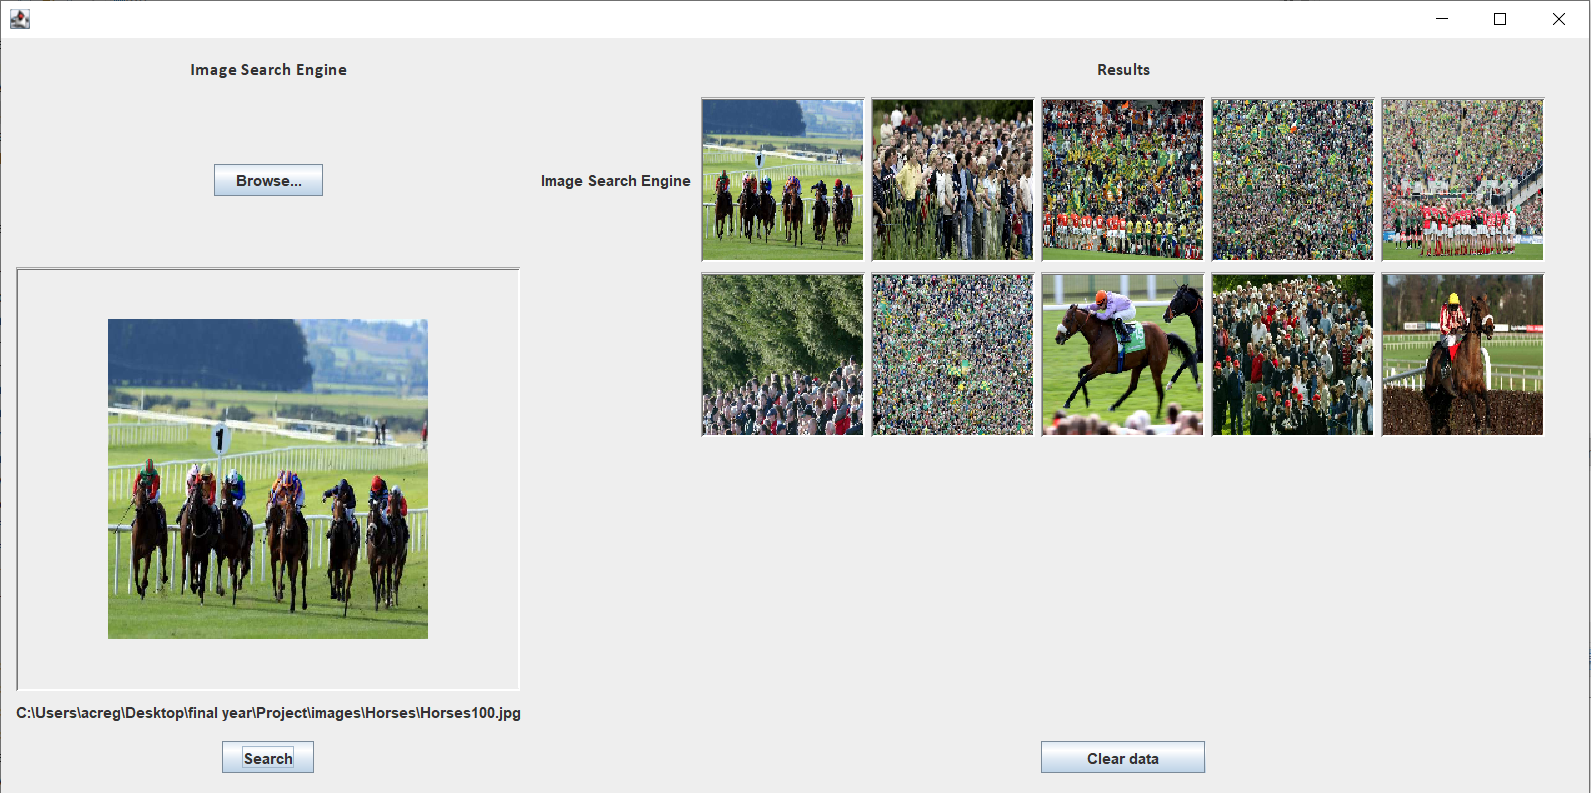 Image Search Engine
Results
Browse...
Image Search Engine
1
C:\Users\acreg\Desktop\final year\Project\images\Horses\Horses100.jpg
Search
Clear data